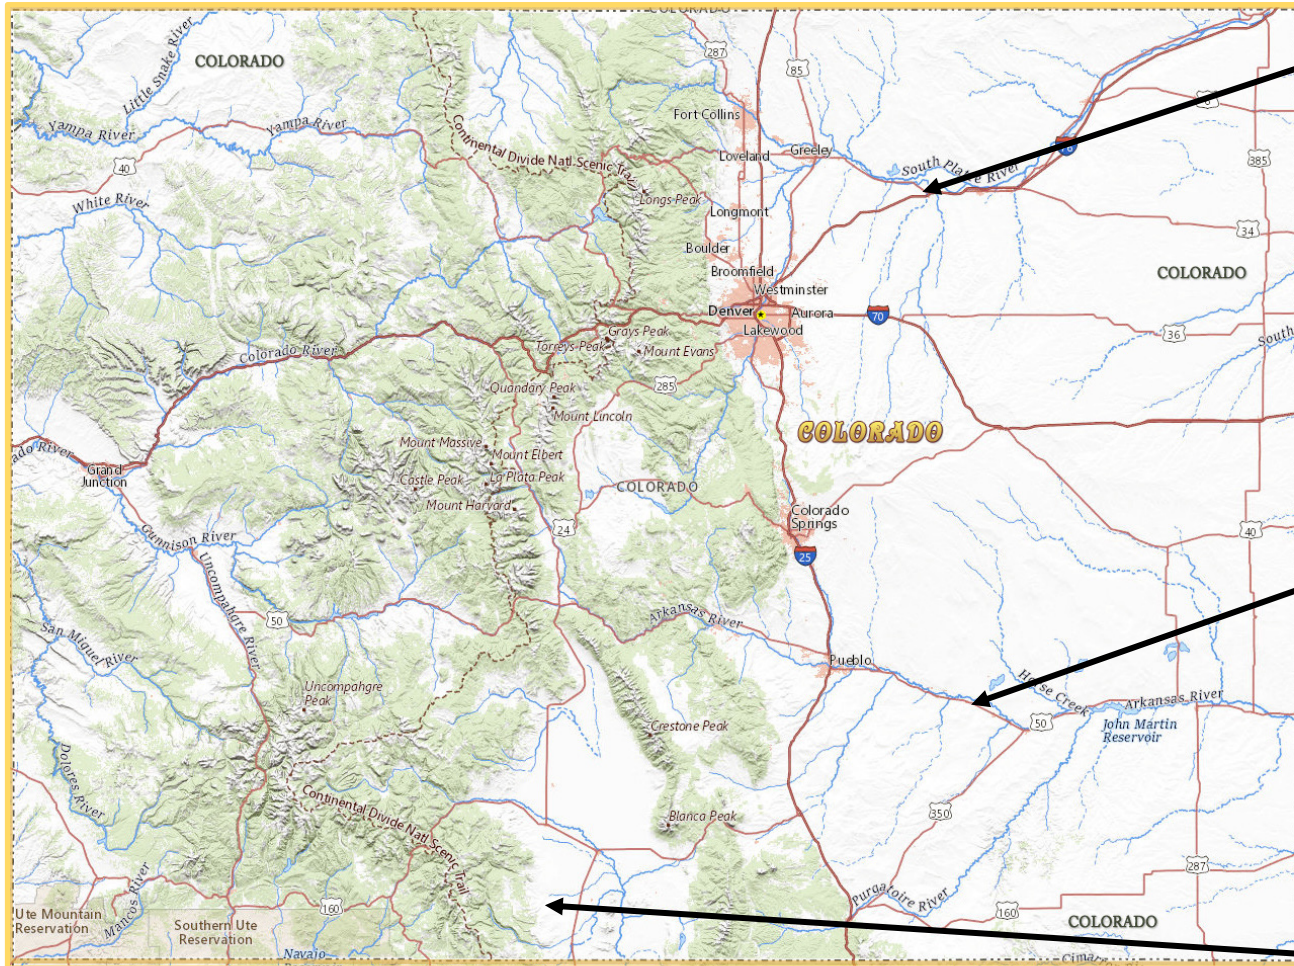 COLORADO
COLORADO
Little Snake River
287
85
6
Fort Collins
Yampa River
Yampa River
Continental Divide Natl Scenic Trail
40
Loveland
Greeley
76
South Platte River
385
White River
Longs Peak
Longmont
34
Boulder
Broomfield
COLORADO
Westminster
Denver
Aurora
70
Lakewood
36
South
Grays Peak
Torreys Peak
Mount Evans
Colorado River
285
Quandary Peak
Mount Lincoln
COLORADO
Mount Massive
Mount Elbert
ado River
Grand
Junction
Castle Peak
La Plata Peak
COLORADO
Mount Harvard
Colorado
Springs
24
40
Gunnison River
25
Uncompahgre River
50
Arkansas River
San Miguel River
Pueblo
Uncompahgre
Peak
Horse Creek
Arkansas River
50
John Martin
Reservoir
Crestone Peak
Dolores River
Continental Divide Natl Scenic Trail
Blanca Peak
350
287
Mancos River
Purgatoire River
Ute Mountain
Reservation
160
160
Southern Ute
Reservation
COLORADO
Navajo
Cimar